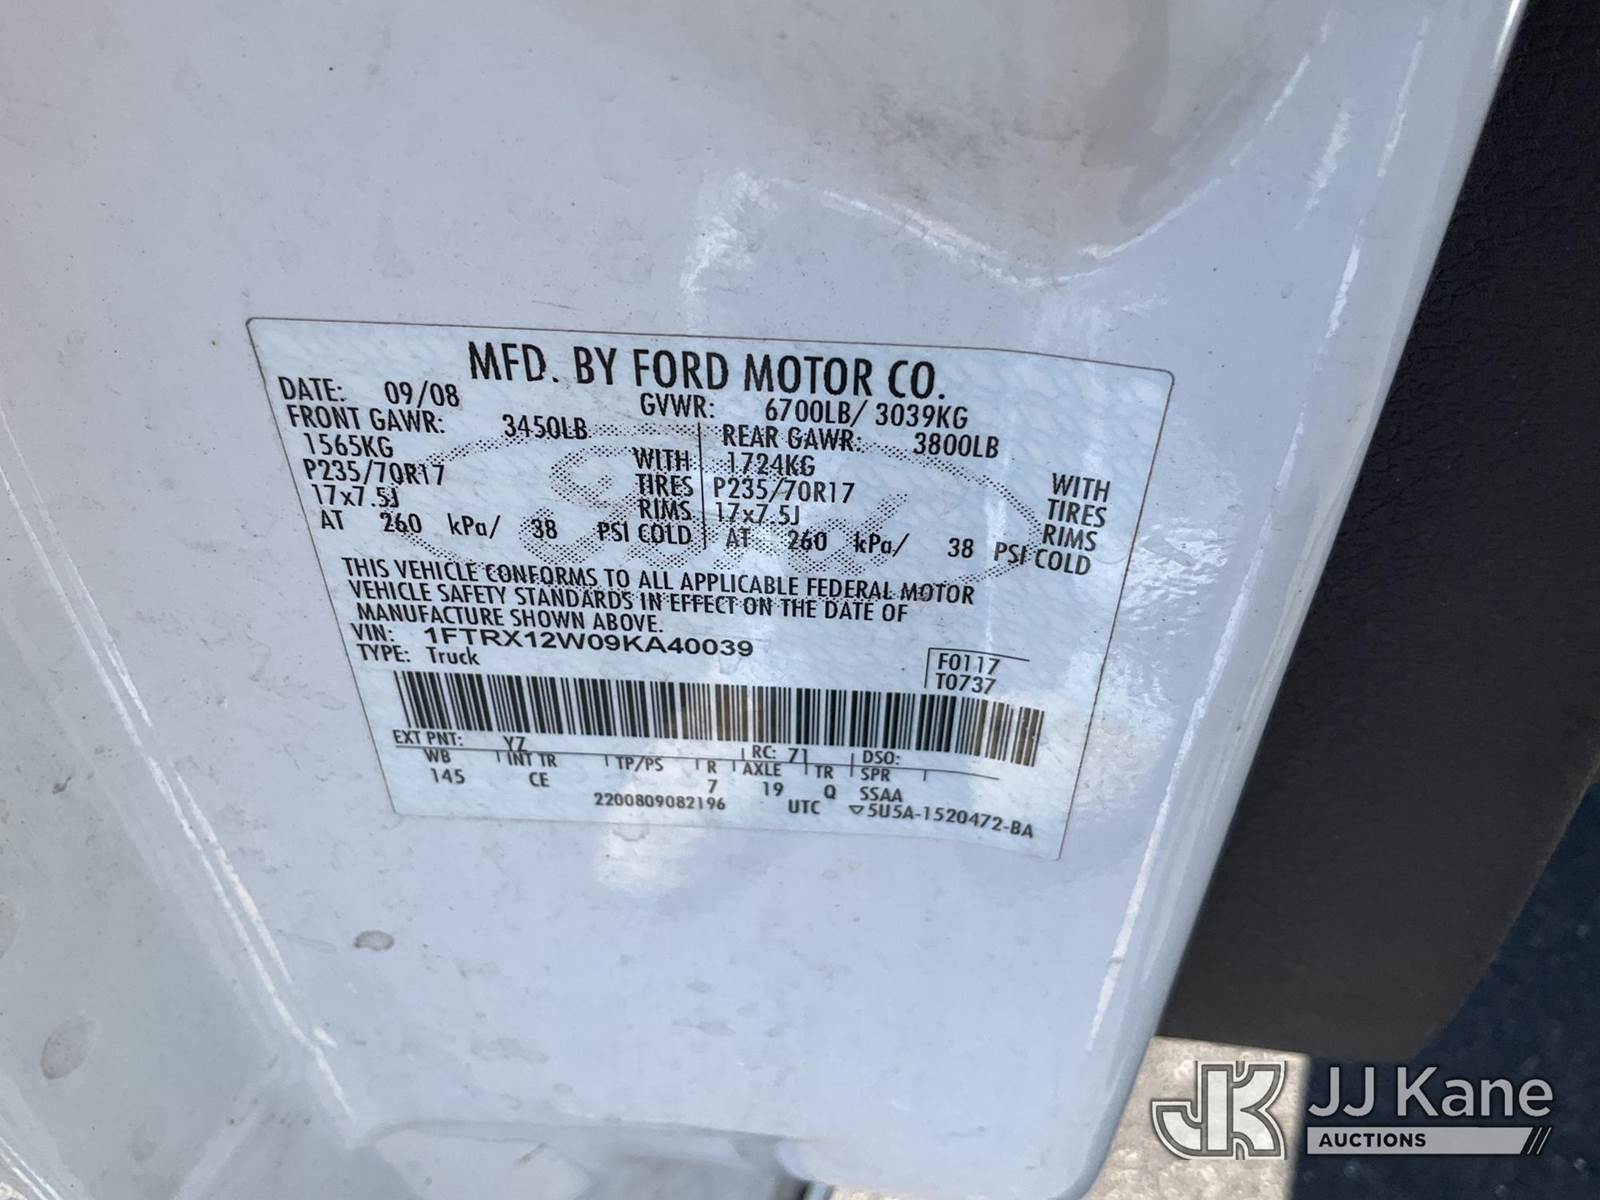 MFD. BY FORD MOTOR CO.
DATE: 09/08 GVWR: 6700LB/ 3039KG
FRONT GAWR: 3450LB REAR GAWR: 3800LB
1565KG WITH 1724KG WITH
P235/70R17 TIRES P235/70R17 TIRES
17x7.5J RIMS 17x7.5J RIMS
AT 260 kPa/ 38 PSI COLD AT 260 kPa/ 38 PSI COLD
THIS VEHICLE CONFORMS TO ALL APPLICABLE FEDERAL MOTOR
VEHICLE SAFETY STANDARDS IN EFFECT ON THE DATE OF
MANUFACTURE SHOWN ABOVE.
VIN: 1FTRX12W09KA40039
TYPE: Truck
F0117
T0737
EXT PNT: YZ RC: 71 DSO:
WB INT TR TP/PS R AXLE TR SPR
145 CE 7 19 Q SSAA
2200809082196 UTC ▽5U5A-1520472-BA
JK JJ Kane
AUCTIONS